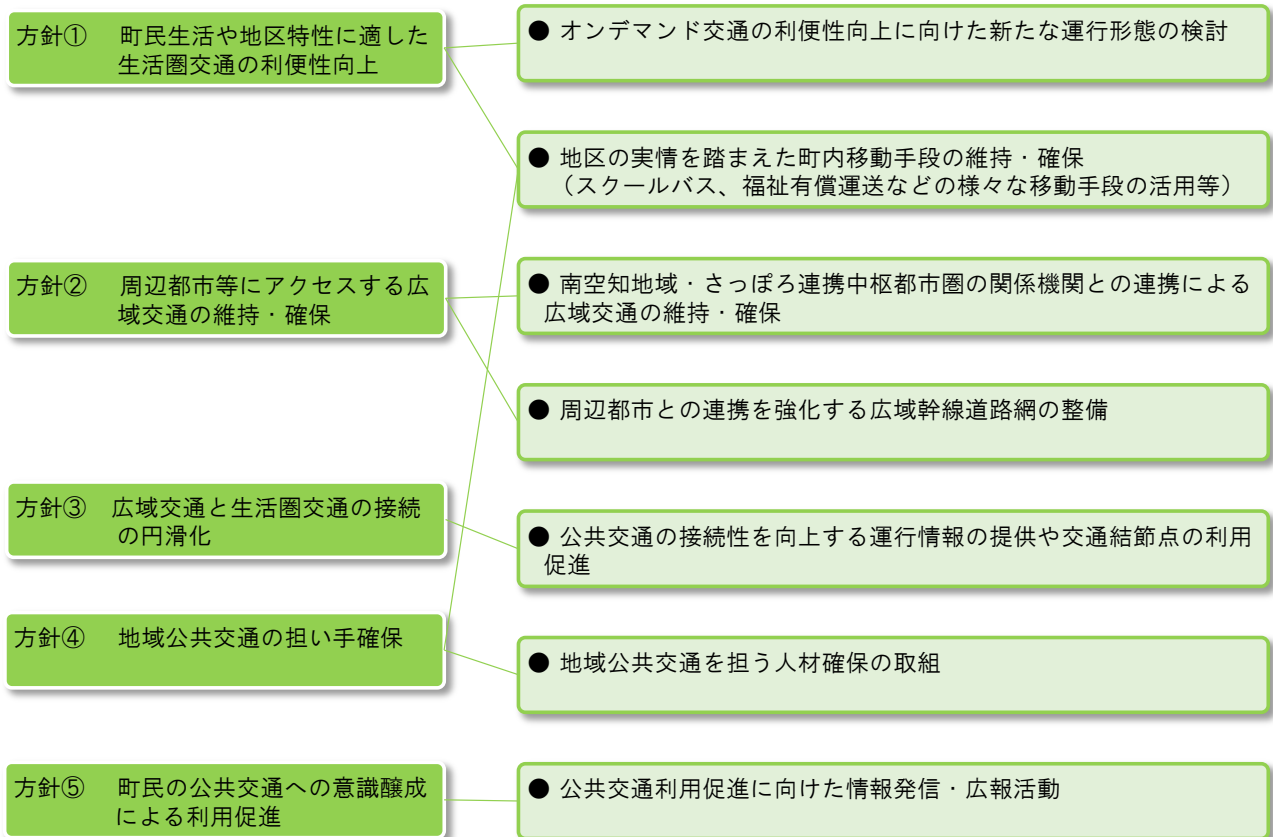 方針① 町民生活や地区特性に適した
生活圏交通の利便性向上
● オンデマンド交通の利便性向上に向けた新たな運行形態の検討
● 地区の実情を踏まえた町内移動手段の維持・確保
（スクールバス、福祉有償運送などの様々な移動手段の活用等）
方針② 周辺都市等にアクセスする広
域交通の維持・確保
● 南空知地域・さっぽろ連携中枢都市圏の関係機関との連携による
広域交通の維持・確保
● 周辺都市との連携を強化する広域幹線道路網の整備
方針③ 広域交通と生活圏交通の接続
の円滑化
● 公共交通の接続性を向上する運行情報の提供や交通結節点の利用
促進
方針④ 地域公共交通の担い手確保
● 地域公共交通を担う人材確保の取組
方針⑤ 町民の公共交通への意識醸成
による利用促進
● 公共交通利用促進に向けた情報発信・広報活動